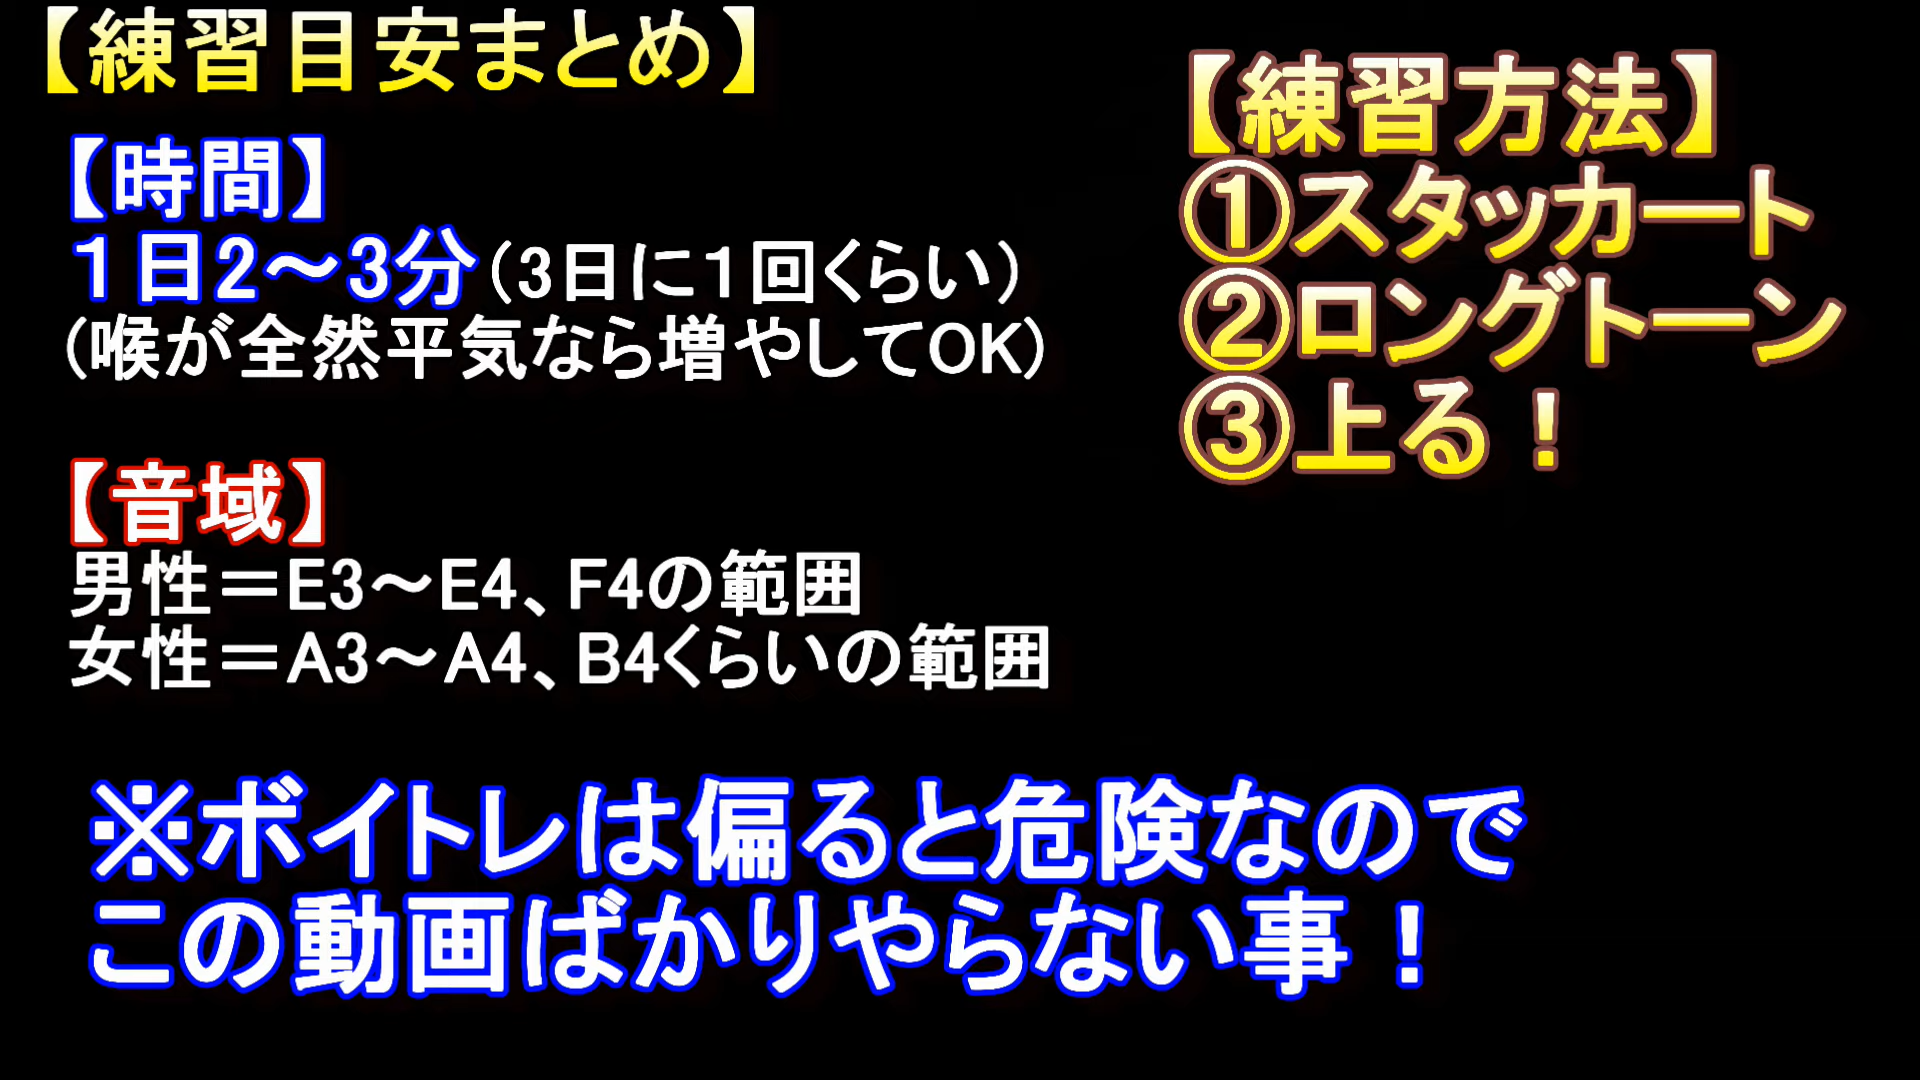 【練習目安まとめ】
【時間】
１日2～3分（3日に１回くらい）
(喉が全然平気なら増やしてOK)
【音域】
男性＝E3～E4、F4の範囲
女性＝A3～A4、B4くらいの範囲
【練習方法】
①スタッカート
②ロングトーン
③上る！
※ボイトレは偏ると危険なので
この動画ばかりやらない事！